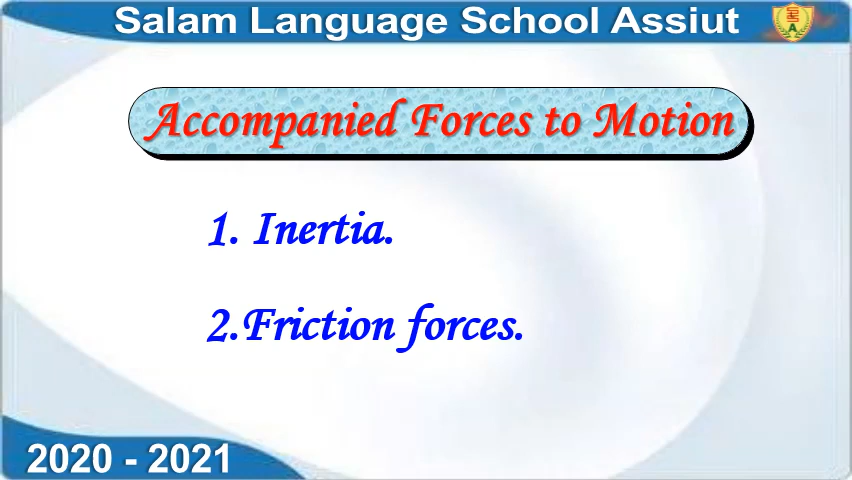 Salam Language School Assiut
A
Accompanied Forces to Motion
1. Inertia.
2.Friction forces.
2020 - 2021